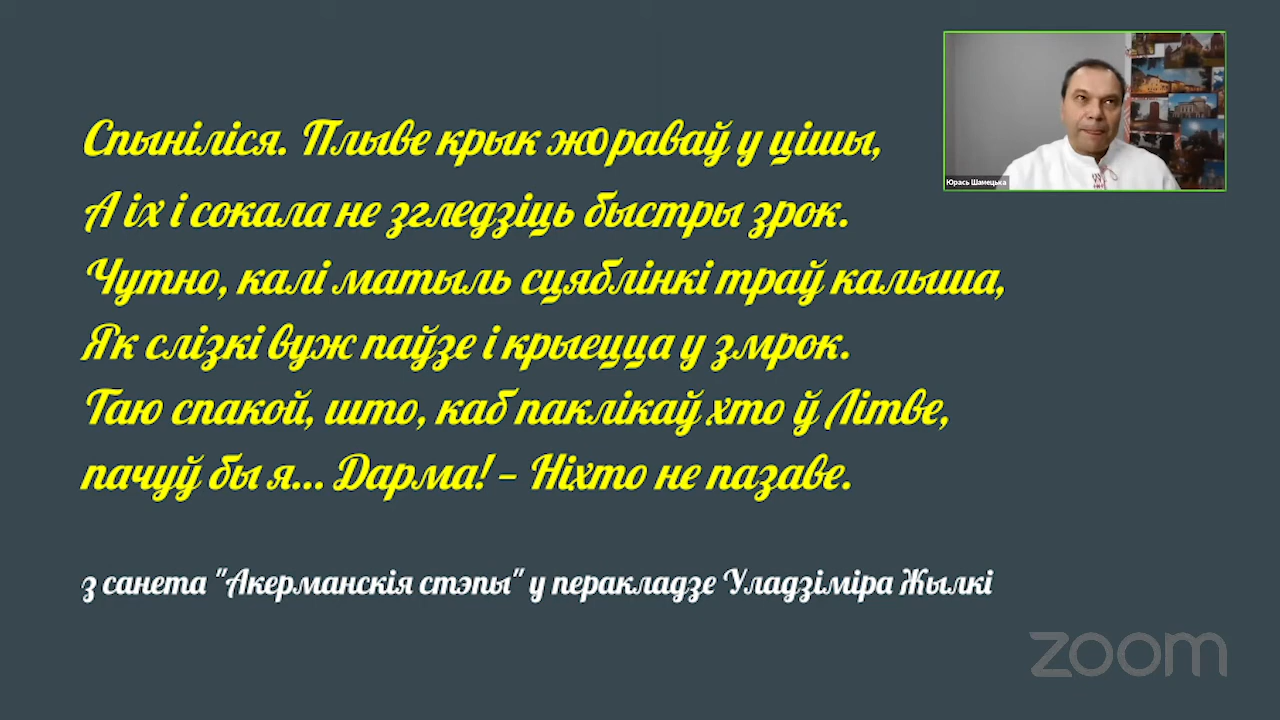 Спыніліся. Плыве крык жораваў у цішы,
А іх і сокала не згледзіць быстры зрок.
Чутно, калі матыль сцяблінкі траў калыша,
Як слізкі вуж паўзе і крыецца у змрок.
Таю спакой, што, каб паклікаў хто ў Літве,
пачуў бы я... Дарма! – Ніхто не пазаве.
з санета "Акерманскія стэпы" у перакладзе Уладзіміра Жылкі
Юрась Шамецька
zoom